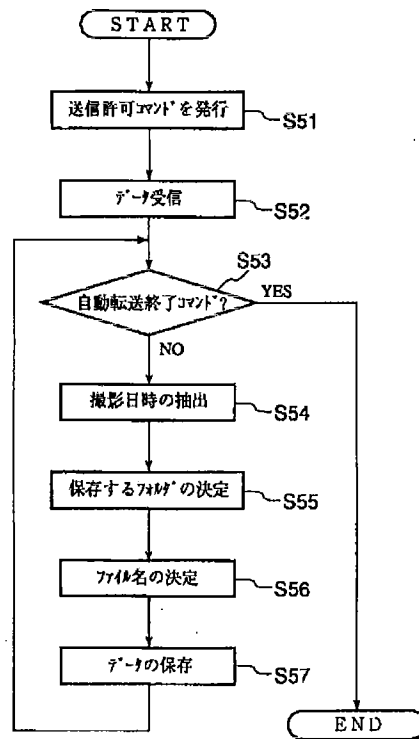 START
送信許可ｺﾏﾝﾄﾞを発行
S51
ﾃﾞｰﾀ受信
S52
S53
自動転送終了ｺﾏﾝﾄﾞ?
YES
NO
撮影日時の抽出
S54
保存するﾌｫﾙﾀﾞの決定
S55
ﾌｧｲﾙ名の決定
S56
ﾃﾞｰﾀの保存
S57
END